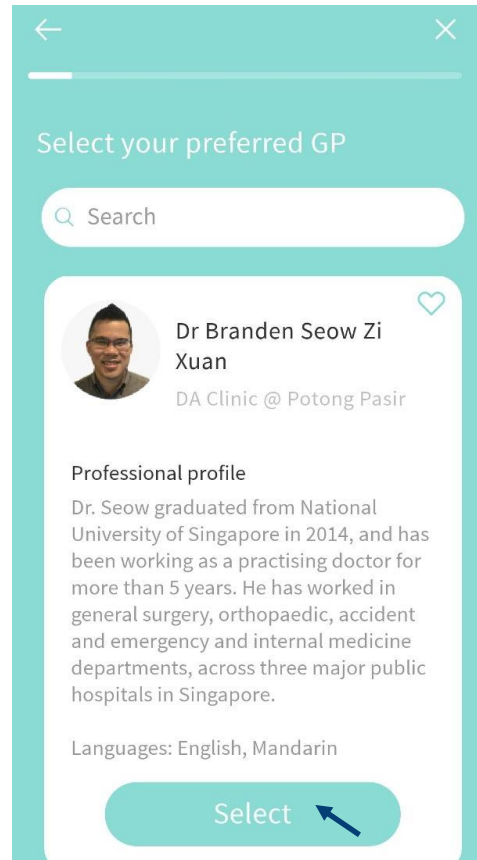 Select your preferred GP
Search
Dr Branden Seow Zi
Xuan
DA Clinic @ Potong Pasir
Professional profile
Dr. Seow graduated from National
University of Singapore in 2014, and has
been working as a practising doctor for
more than 5 years. He has worked in
general surgery, orthopaedic, accident
and emergency and internal medicine
departments, across three major public
hospitals in Singapore.
Languages: English, Mandarin
Select